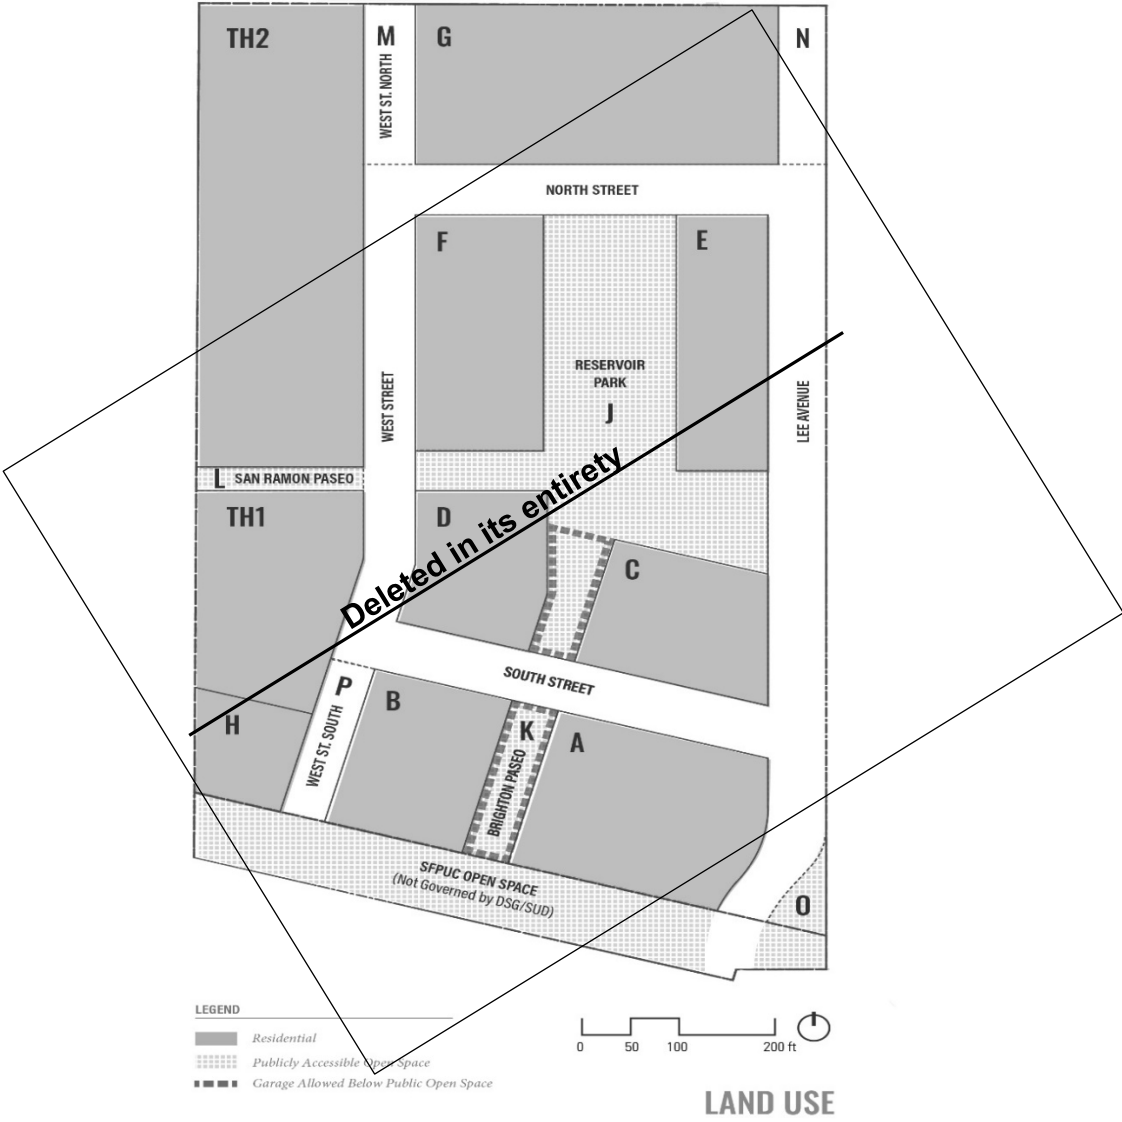 TH2
M
G
N
WEST ST. NORTH
NORTH STREET
F
E
RESERVOIR
PARK
J
WEST STREET
LEE AVENUE
L SAN RAMON PASEO
TH1
D
Deleted in its entirety
C
SOUTH STREET
P
B
K
A
H
WEST ST. SOUTH
BRIGHTON PASEO
SFPUC OPEN SPACE
(Not Governed by DSG/SUD)
O
LEGEND
Residential
Publicly Accessible Open Space
Garage Allowed Below Public Open Space
0 50 100 200 ft
LAND USE